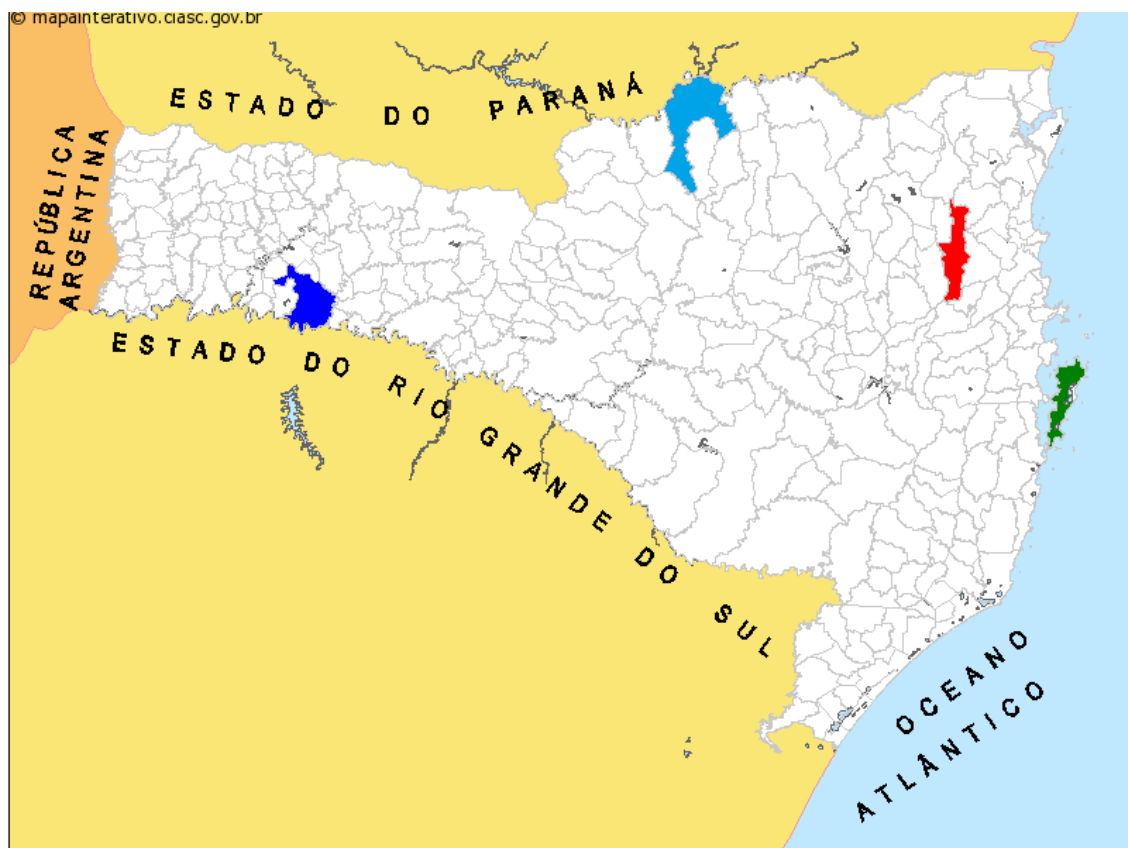 © mapainterativo.ciasc.gov.br
ESTADO DO PARANÁ
REPÚBLICA
ARGENTINA
ESTADO DO RIO GRANDE DO SUL
OCEANO
ATLÂNTICO